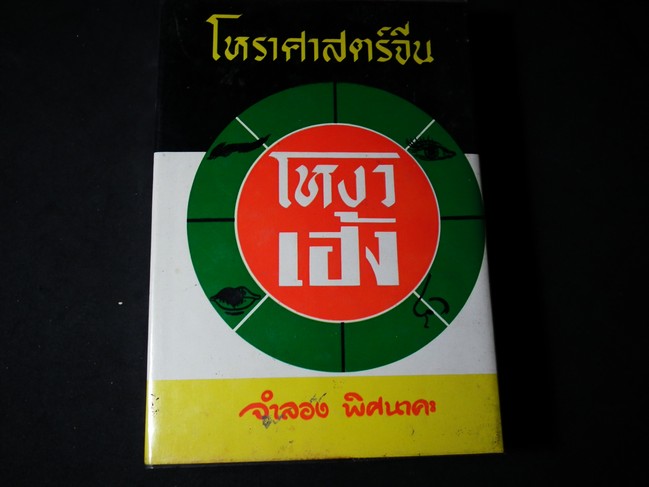 โหราศาสตร์จีน
โหงว
เฮ้ง
จำลอง พิศนาคะ